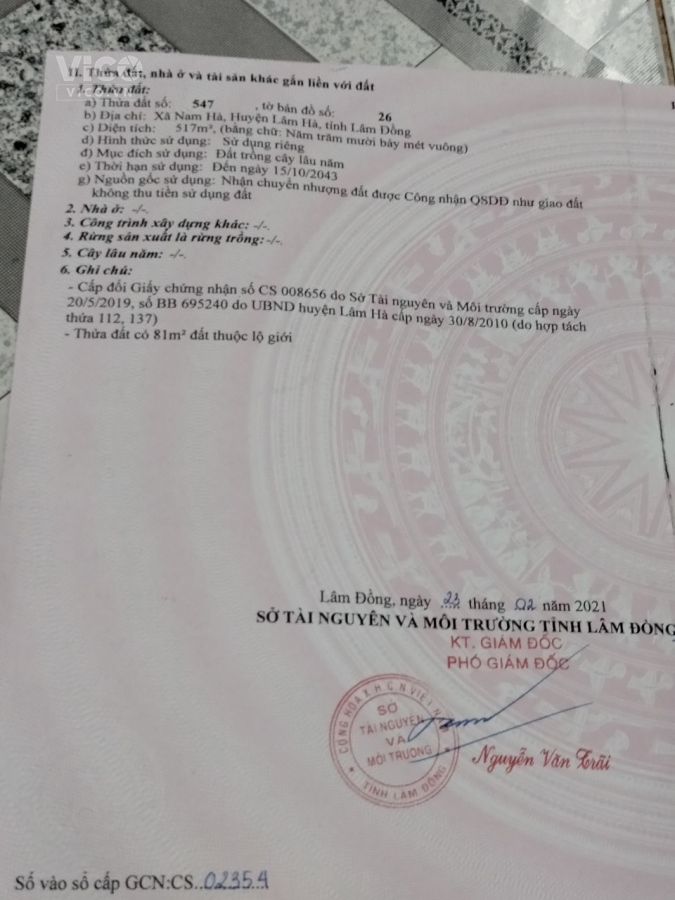 II. Thửa đất, nhà ở và tài sản khác gắn liền với đất
1. Thửa đất:
a) Thửa đất số: 547 , tờ bản đồ số: 26
b) Địa chỉ: Xã Nam Hà, Huyện Lâm Hà, tỉnh Lâm Đồng
c) Diện tích: 517m², (bằng chữ: Năm trăm mười bảy mét vuông)
d) Hình thức sử dụng: Sử dụng riêng
đ) Mục đích sử dụng: Đất trồng cây lâu năm
e) Thời hạn sử dụng: Đến ngày 15/10/2043
g) Nguồn gốc sử dụng: Nhận chuyển nhượng đất được Công nhận QSDĐ như giao đất
không thu tiền sử dụng đất
2. Nhà ở: -/-.
3. Công trình xây dựng khác: -/-.
4. Rừng sản xuất là rừng trồng:-/-.
5. Cây lâu năm: -/-.
6. Ghi chú:
- Cấp đổi Giấy chứng nhận số CS 008656 do Sở Tài nguyên và Môi trường cấp ngày
20/5/2019, số BB 695240 do UBND huyện Lâm Hà cấp ngày 30/8/2010 (do hợp tách
thửa 112, 137)
- Thửa đất có 81m² đất thuộc lộ giới
Lâm Đồng, ngày 23 tháng 02 năm 2021
SỞ TÀI NGUYÊN VÀ MÔI TRƯỜNG TỈNH LÂM ĐỒNG
KT. GIÁM ĐỐC
PHÓ GIÁM ĐỐC
CỘNG HÒA X.H.C.N VIỆT NAM
SỞ
TÀI NGUYÊN
VÀ
MÔI TRƯỜNG
TỈNH LÂM ĐỒNG
Nguyễn Văn Trãi
Số vào sổ cấp GCN:CS..02354